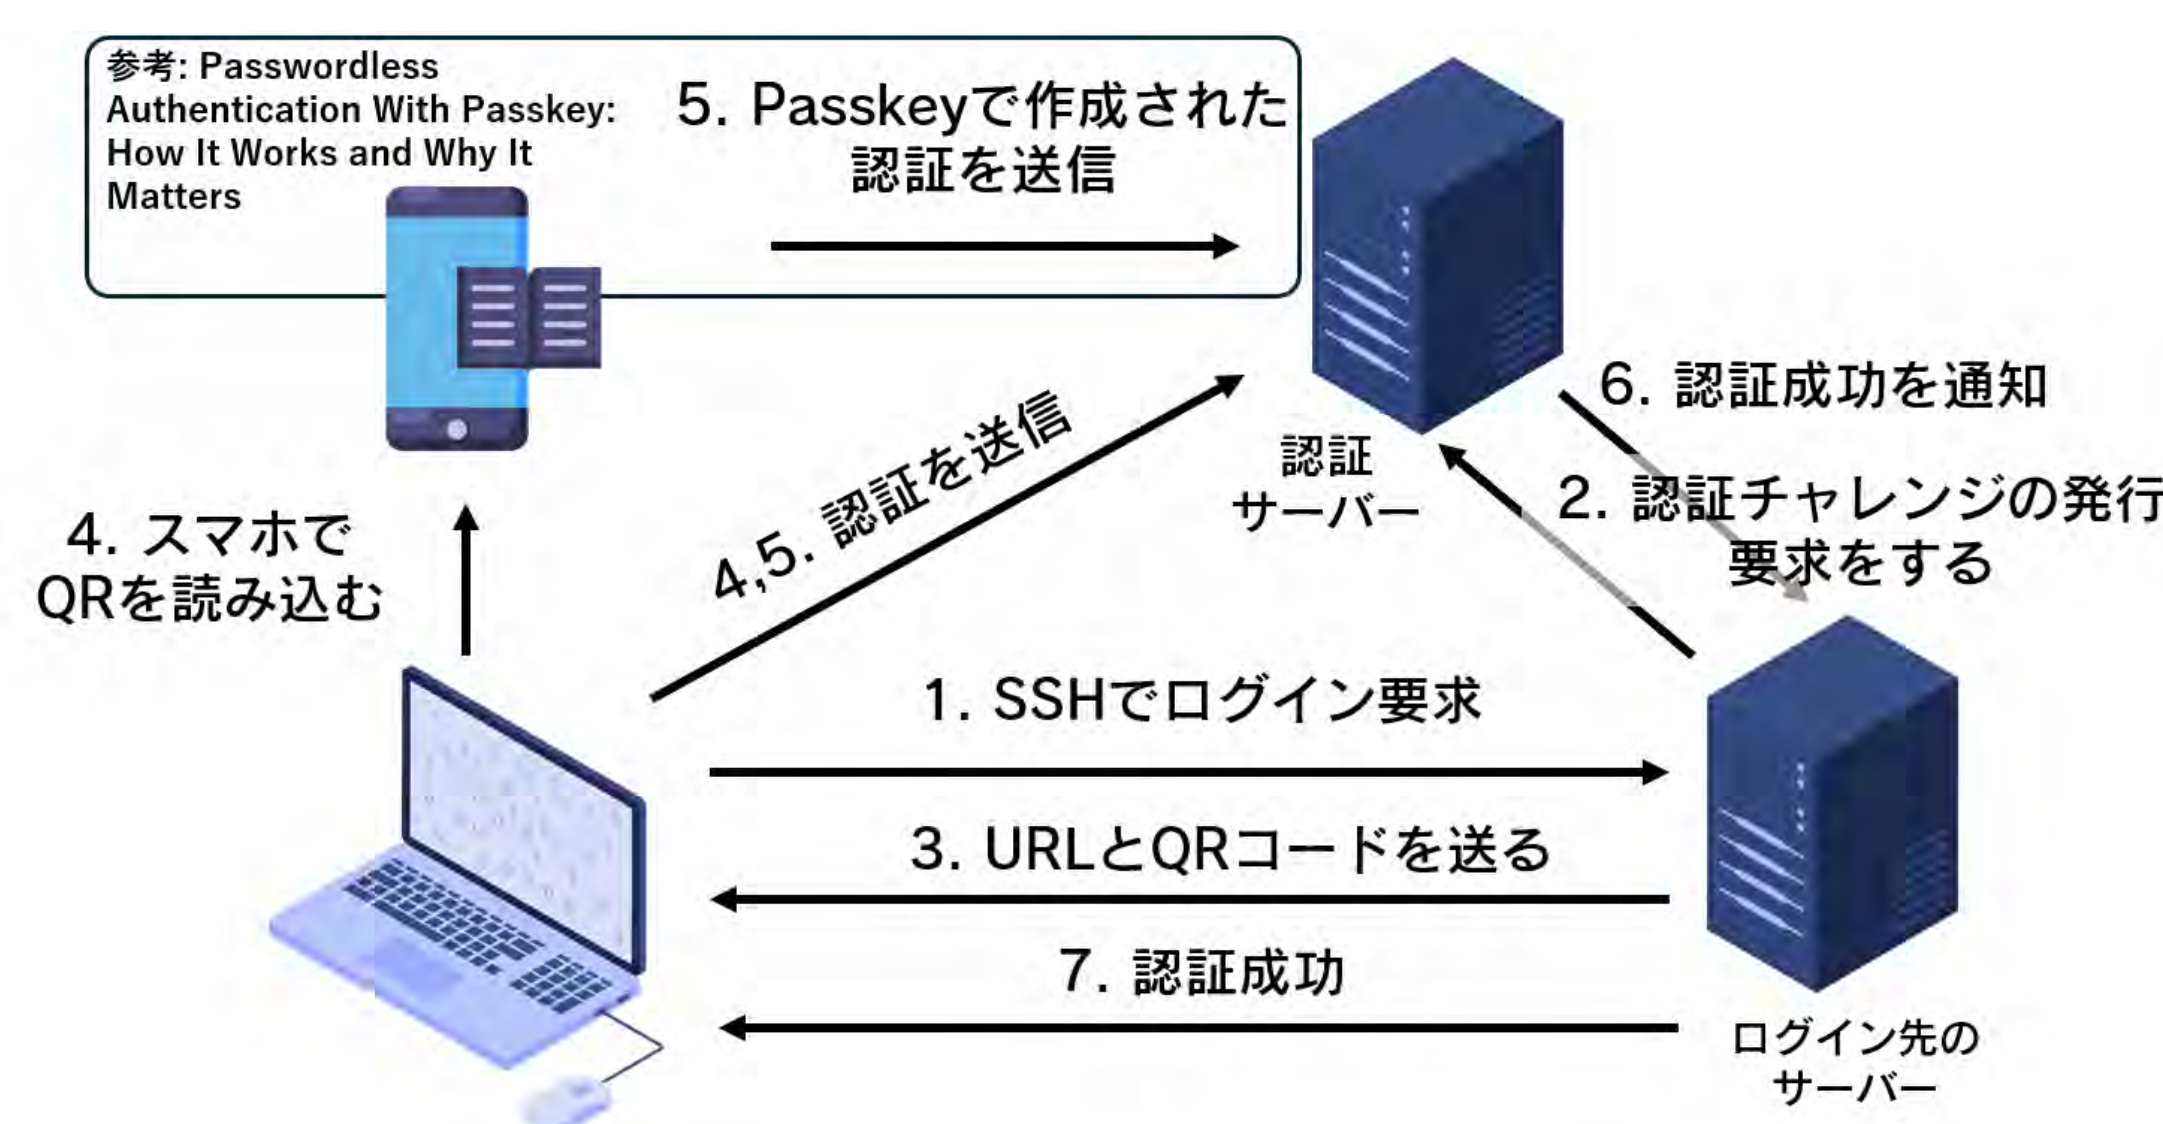 参考: Passwordless
Authentication With Passkey:
How It Works and Why It
Matters
5. Passkeyで作成された
認証を送信
6. 認証成功を通知
認証
サーバー
2. 認証チャレンジの発行
要求をする
4. スマホで
QRを読み込む
4,5. 認証を送信
1. SSHでログイン要求
3. URLとQRコードを送る
7. 認証成功
ログイン先の
サーバー